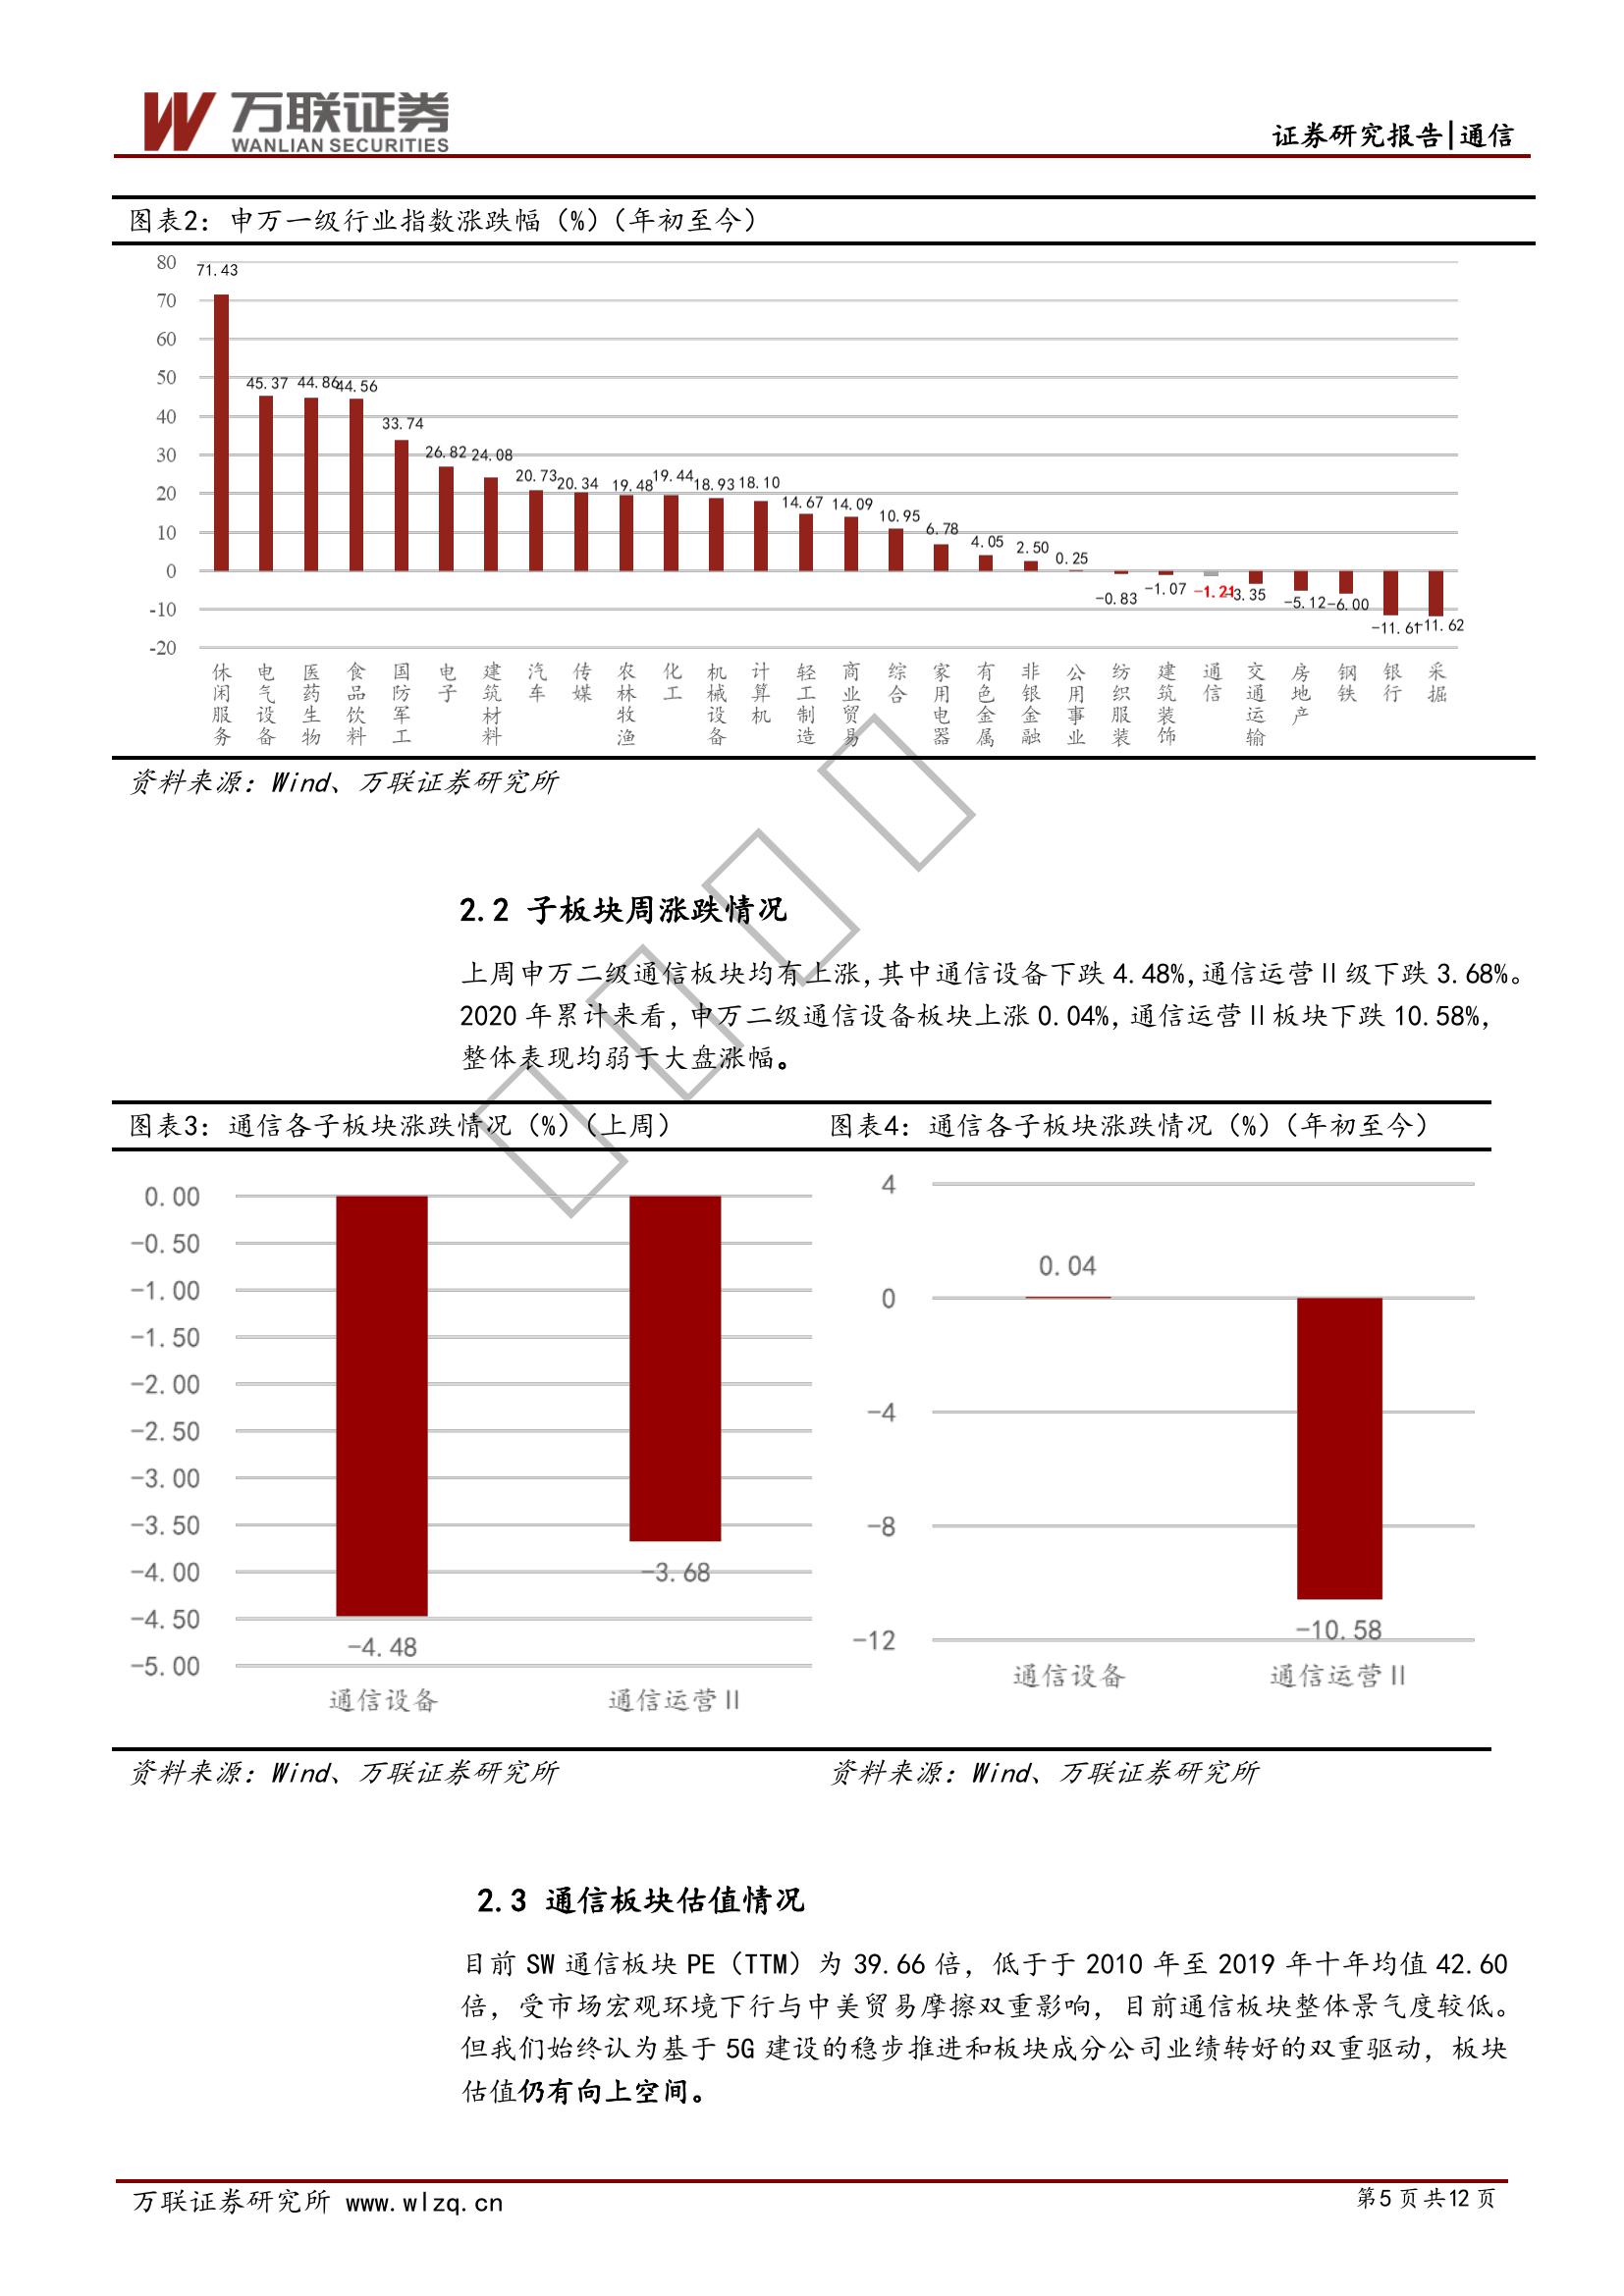 万联证券
WANLIAN SECURITIES
证券研究报告|通信
图表2：申万一级行业指数涨跌幅（%）（年初至今）
80
70
60
50
40
30
20
10
0
-10
-20
71.43
45.37
44.86
44.56
33.74
26.82
24.08
20.73
20.34
19.48
19.44
18.93
18.10
14.67
14.09
10.95
6.78
4.05
2.50
0.25
-0.83
-1.07
-1.21
-3.35
-5.12
-6.00
-11.61
-11.62
休闲服务
电气设备
医药生物
食品饮料
国防军工
电子
建筑材料
汽车
传媒
农林牧渔
化工
机械设备
计算机
轻工制造
商业贸易
综合
家用电器
有色金属
非银金融
公用事业
纺织服装
建筑装饰
通信
交通运输
房地产
钢铁
银行
采掘
资料来源：Wind、万联证券研究所
2.2 子板块周涨跌情况
上周申万二级通信板块均有上涨，其中通信设备下跌 4.48%，通信运营Ⅱ级下跌 3.68%。
2020 年累计来看，申万二级通信设备板块上涨 0.04%，通信运营Ⅱ板块下跌 10.58%，
整体表现均弱于大盘涨幅。
图表3：通信各子板块涨跌情况（%）（上周）
0.00
-0.50
-1.00
-1.50
-2.00
-2.50
-3.00
-3.50
-4.00
-4.50
-5.00
-4.48
-3.68
通信设备
通信运营Ⅱ
图表4：通信各子板块涨跌情况（%）（年初至今）
4
0
-4
-8
-12
0.04
-10.58
通信设备
通信运营Ⅱ
资料来源：Wind、万联证券研究所
资料来源：Wind、万联证券研究所
2.3 通信板块估值情况
目前 SW 通信板块 PE（TTM）为 39.66 倍，低于于 2010 年至 2019 年十年均值 42.60
倍，受市场宏观环境下行与中美贸易摩擦双重影响，目前通信板块整体景气度较低。
但我们始终认为基于 5G 建设的稳步推进和板块成分公司业绩转好的双重驱动，板块
估值仍有向上空间。
万联证券研究所 www.wlzq.cn
第5页共12页